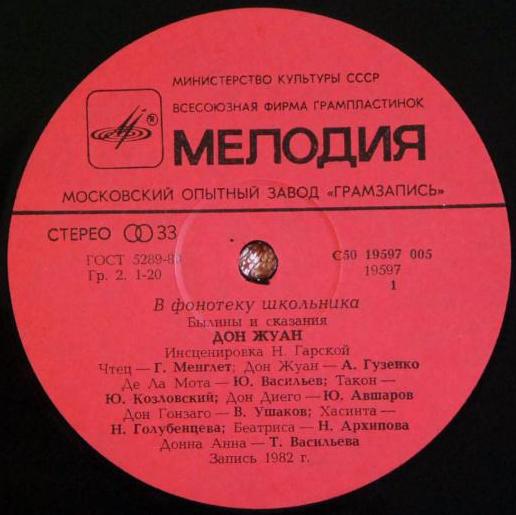 МИНИСТЕРСТВО КУЛЬТУРЫ СССР
ВСЕСОЮЗНАЯ ФИРМА ГРАМПЛАСТИНОК
®
МЕЛОДИЯ
МОСКОВСКИЙ ОПЫТНЫЙ ЗАВОД «ГРАМЗАПИСЬ»
СТЕРЕО 33
ГОСТ 5289-80
Гр. 2. 1-20
С50 19597 005
19597
1
В фонотеку школьника
Былины и сказания
ДОН ЖУАН
Инсценировка Н. Гарской
Чтец — Г. Менглет; Дон Жуан — А. Гузенко
Де Ла Мота — Ю. Васильев; Такон —
Ю. Козловский; Дон Диего — Ю. Авшаров
Дон Гонзаго — В. Ушаков; Хасинта —
Н. Голубенцева; Беатриса — Н. Архипова
Донна Анна — Т. Васильева
Запись 1982 г.